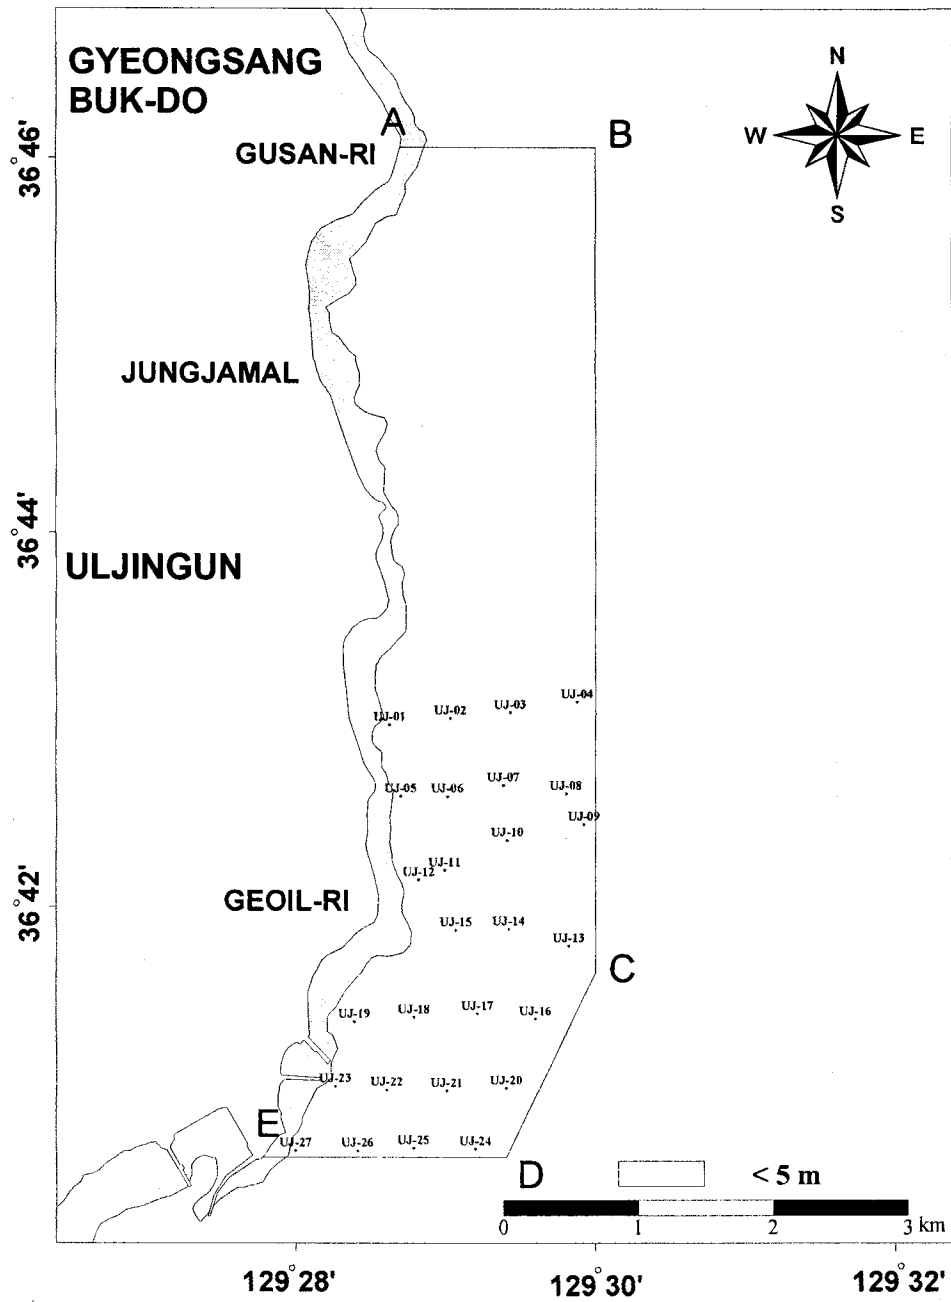 GYEONGSANG
BUK-DO
N
A
B
W
E
GUSAN-RI
36°46'
S
JUNGJAMAL
36°44'
ULJINGUN
UJ-04
UJ-03
UJ-02
UJ-01
UJ-07
UJ-08
UJ-05
UJ-06
UJ-09
UJ-10
UJ-11
UJ-12
GEOIL-RI
36°42'
UJ-15
UJ-14
UJ-13
C
UJ-19
UJ-18
UJ-17
UJ-16
UJ-23
UJ-22
UJ-21
UJ-20
E
UJ-27
UJ-26
UJ-25
UJ-24
D
< 5 m
0
1
2
3 km
129°28'
129°30'
129°32'